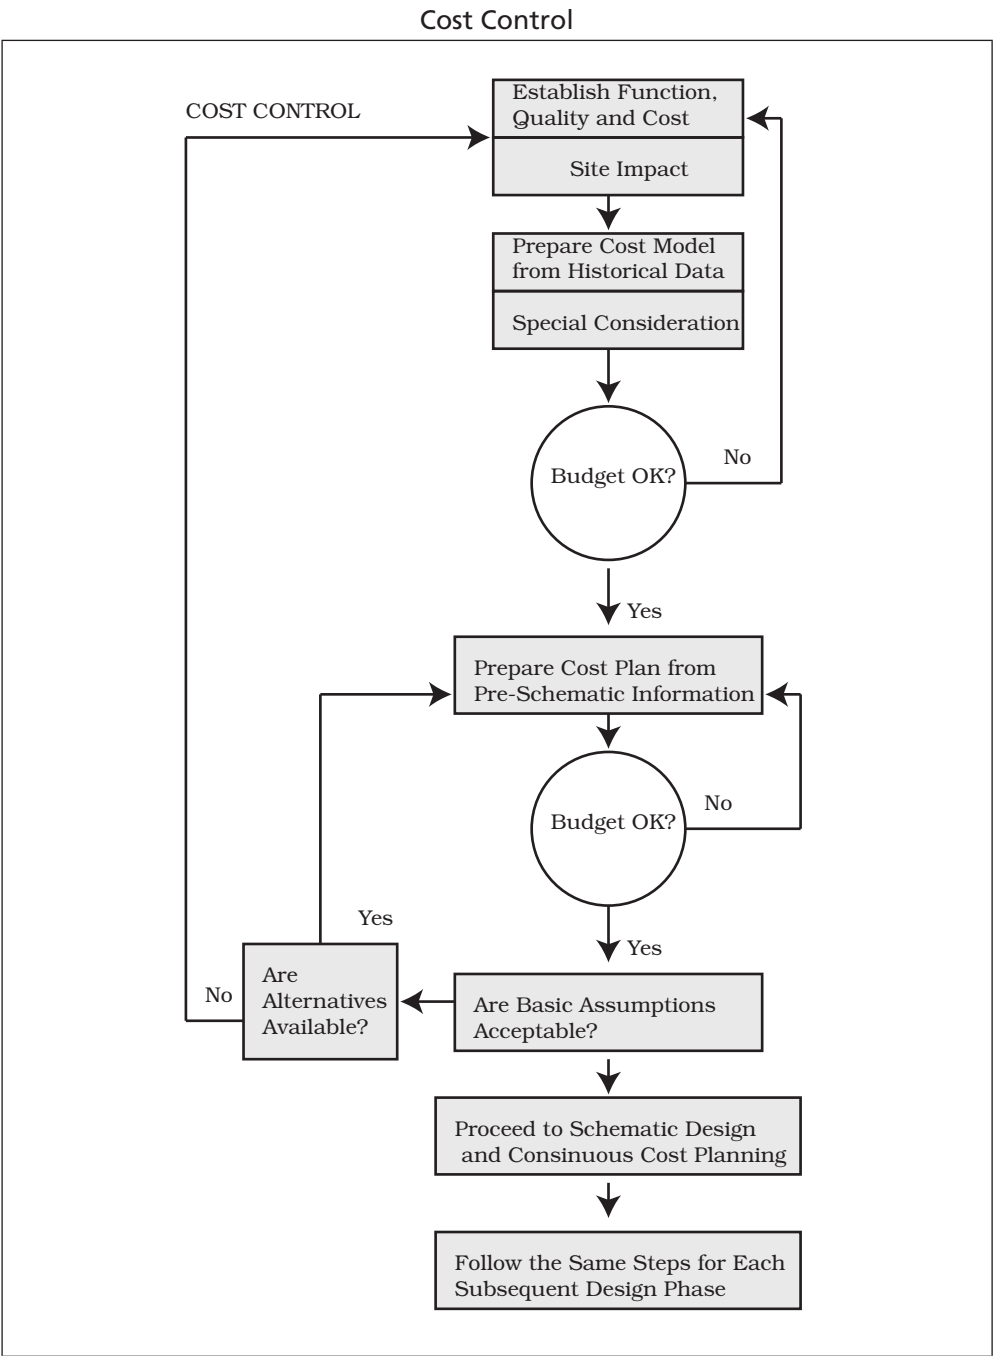 Cost Control
COST CONTROL
Establish Function,
Quality and Cost
Site Impact
Prepare Cost Model
from Historical Data
Special Consideration
Budget OK?
No
Yes
Prepare Cost Plan from
Pre-Schematic Information
Budget OK?
No
Yes
Yes
Are
Alternatives
Available?
No
Are Basic Assumptions
Acceptable?
Proceed to Schematic Design
and Consinuous Cost Planning
Follow the Same Steps for Each
Subsequent Design Phase